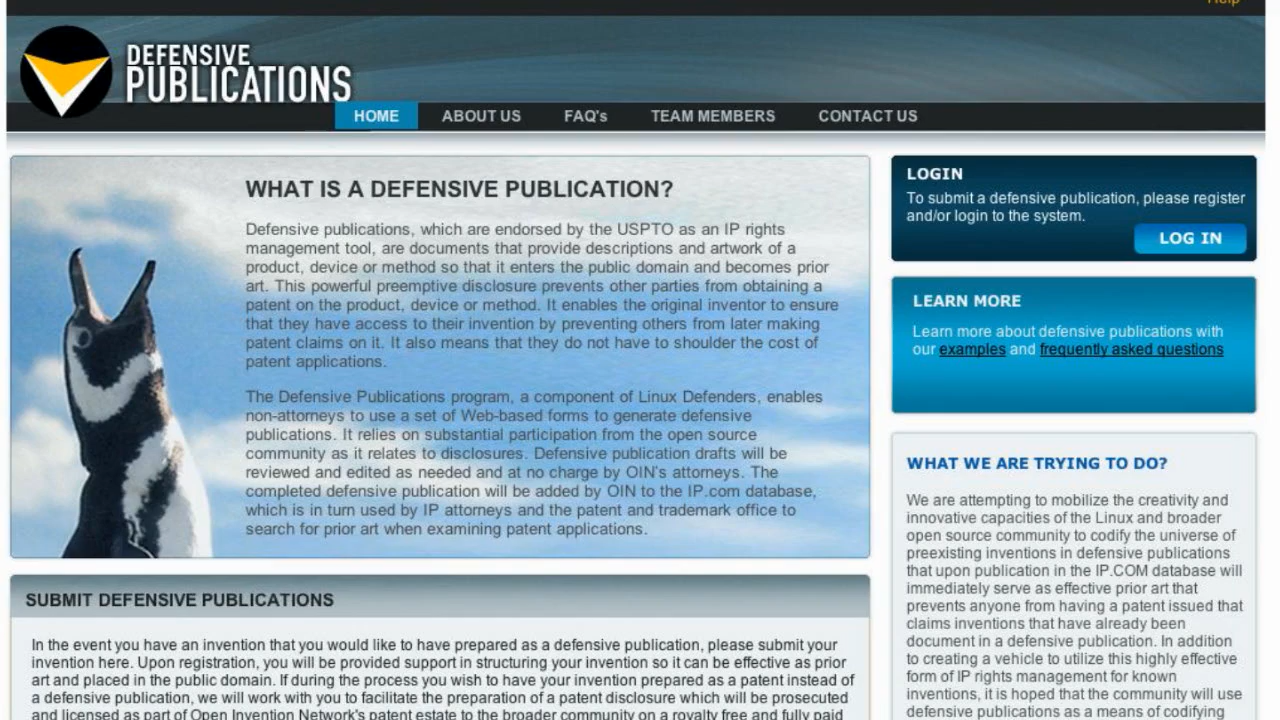 Help
DEFENSIVE
PUBLICATIONS
HOME
ABOUT US
FAQ's
TEAM MEMBERS
CONTACT US
WHAT IS A DEFENSIVE PUBLICATION?
Defensive publications, which are endorsed by the USPTO as an IP rights
management tool, are documents that provide descriptions and artwork of a
product, device or method so that it enters the public domain and becomes prior
art. This powerful preemptive disclosure prevents other parties from obtaining a
patent on the product, device or method. It enables the original inventor to ensure
that they have access to their invention by preventing others from later making
patent claims on it. It also means that they do not have to shoulder the cost of
patent applications.
The Defensive Publications program, a component of Linux Defenders, enables
non-attorneys to use a set of Web-based forms to generate defensive
publications. It relies on substantial participation from the open source
community as it relates to disclosures. Defensive publication drafts will be
reviewed and edited as needed and at no charge by OIN's attorneys. The
completed defensive publication will be added by OIN to the IP.com database,
which is in turn used by IP attorneys and the patent and trademark office to
search for prior art when examining patent applications.
SUBMIT DEFENSIVE PUBLICATIONS
In the event you have an invention that you would like to have prepared as a defensive publication, please submit your
invention here. Upon registration, you will be provided support in structuring your invention so it can be effective as prior
art and placed in the public domain. If during the process you wish to have your invention prepared as a patent instead of
a defensive publication, we will work with you to facilitate the preparation of a patent disclosure which will be prosecuted
and licensed as part of Open Invention Network's patent estate to the broader community on a royalty free and fully paid
LOGIN
To submit a defensive publication, please register
and/or login to the system.
LOG IN
LEARN MORE
Learn more about defensive publications with
our examples and frequently asked questions
WHAT WE ARE TRYING TO DO?
We are attempting to mobilize the creativity and
innovative capacities of the Linux and broader
open source community to codify the universe of
preexisting inventions in defensive publications
that upon publication in the IP.COM database will
immediately serve as effective prior art that
prevents anyone from having a patent issued that
claims inventions that have already been
document in a defensive publication. In addition
to creating a vehicle to utilize this highly effective
form of IP rights management for known
inventions, it is hoped that the community will use
defensive publications as a means of codifying